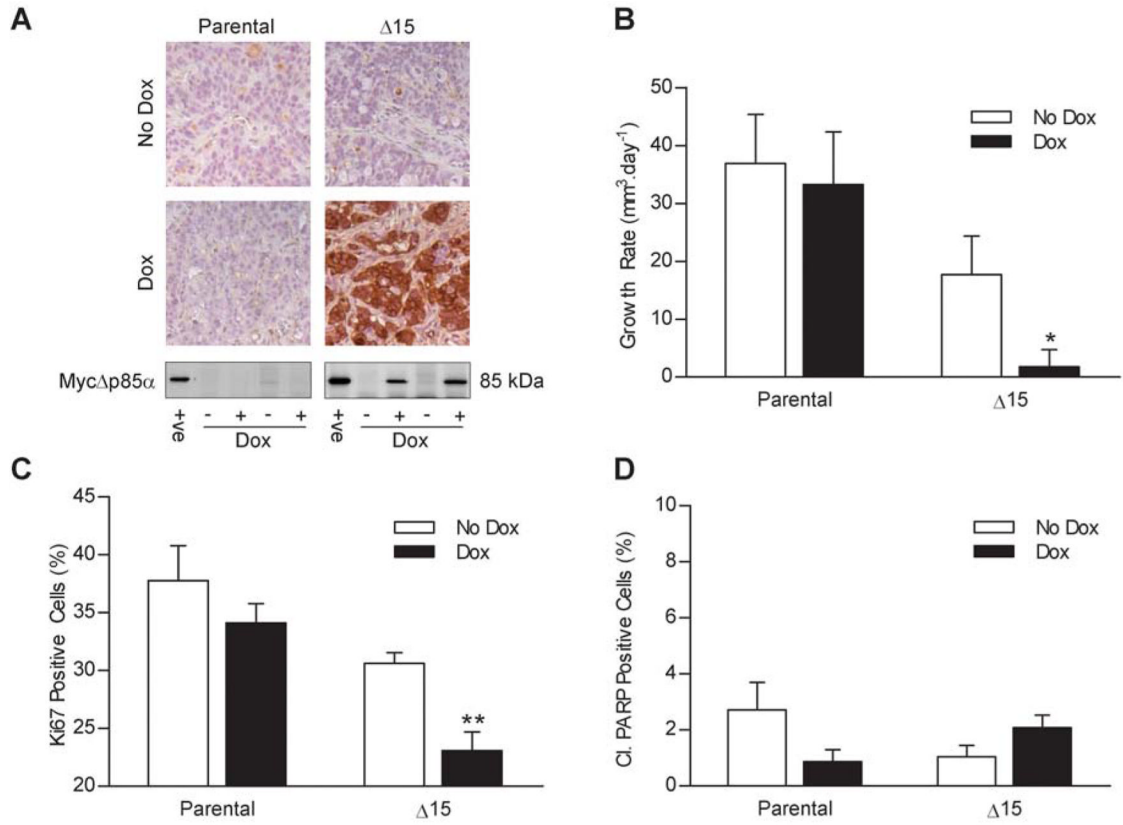 A
Parental
Δ15
No Dox
Dox
MycΔp85α
85 kDa
+ve
-
+
-
+
+ve
-
+
-
+
Dox
Dox
B
Growth Rate (mm³.day⁻¹)
50
40
30
20
10
0
No Dox
Dox
*
Parental
Δ15
C
Ki67 Positive Cells (%)
45
40
35
30
25
20
No Dox
Dox
**
Parental
Δ15
D
Cl. PARP Positive Cells (%)
10
8
6
4
2
0
No Dox
Dox
Parental
Δ15